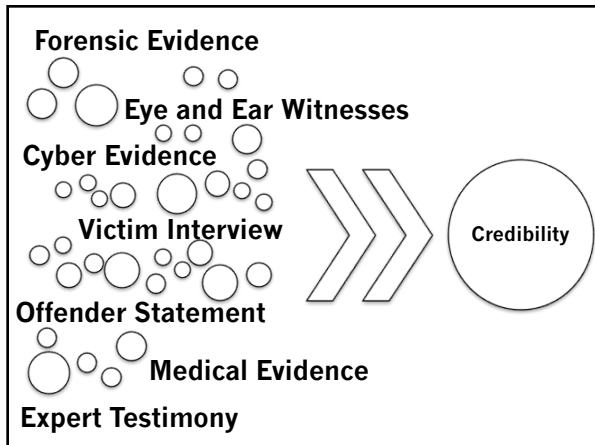 Forensic Evidence
Eye and Ear Witnesses
Cyber Evidence
Victim Interview
Offender Statement
Medical Evidence
Expert Testimony
Credibility